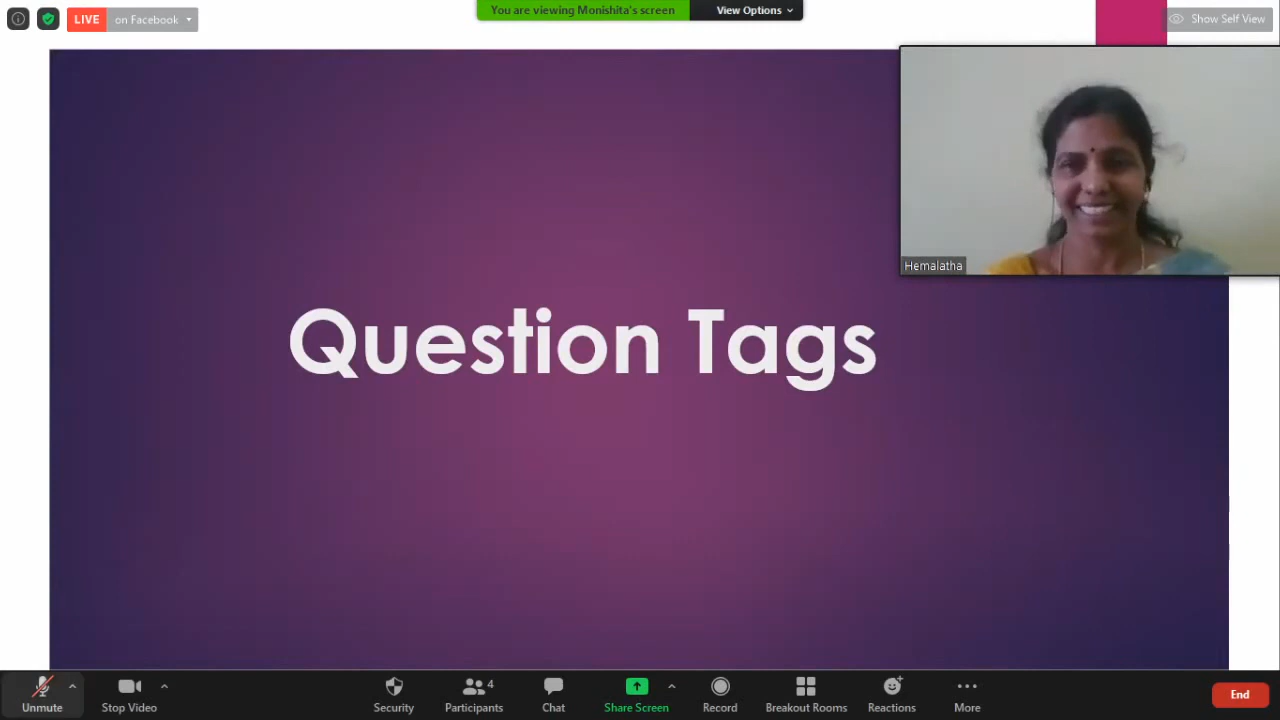 LIVE on Facebook
You are viewing Monishita's screen
View Options
Show Self View
Hemalatha
Question Tags
Unmute
Stop Video
Security
4
Participants
Chat
Share Screen
Record
Breakout Rooms
Reactions
More
End